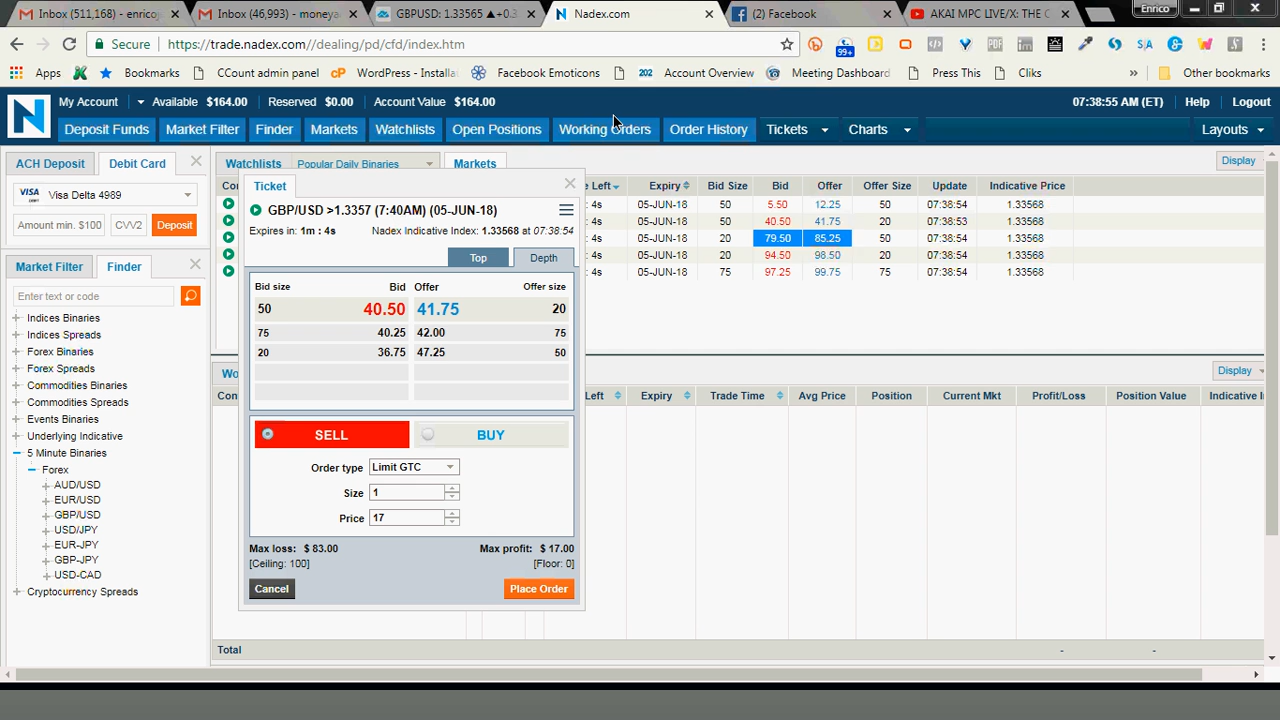 Inbox (511,168) - enrico
Inbox (46,993) - moneya
GBPUSD: 1.33565 ▲+0.3
Nadex.com
(2) Facebook
AKAI MPC LIVE/X: THE
Enrico
Secure
https://trade.nadex.com//dealing/pd/cfd/index.htm
99+
Apps
Bookmarks
CCount admin panel
WordPress - Installa
Facebook Emoticons
202 Account Overview
Meeting Dashboard
Press This
Cliks
»
Other bookmarks
My Account
Available $164.00
Reserved $0.00
Account Value $164.00
07:38:55 AM (ET)
Help
Logout
Deposit Funds
Market Filter
Finder
Markets
Watchlists
Open Positions
Working Orders
Order History
Tickets
Charts
Layouts
ACH Deposit
Debit Card
VISA Visa Delta 4989
Amount min. $100
CVV2
Deposit
Market Filter
Finder
Enter text or code
Indices Binaries
Indices Spreads
Forex Binaries
Forex Spreads
Commodities Binaries
Commodities Spreads
Events Binaries
Underlying Indicative
5 Minute Binaries
Forex
AUD/USD
EUR/USD
GBP/USD
USD/JPY
EUR-JPY
GBP-JPY
USD-CAD
Cryptocurrency Spreads
Watchlists
Popular Daily Binaries
Markets
Display
Left Expiry Bid Size Bid Offer Offer Size Update Indicative Price
: 4s 05-JUN-18 50 5.50 12.25 50 07:38:54 1.33568
: 4s 05-JUN-18 50 40.50 41.75 20 07:38:53 1.33568
: 4s 05-JUN-18 20 79.50 85.25 50 07:38:54 1.33568
: 4s 05-JUN-18 20 94.50 98.50 20 07:38:54 1.33568
: 4s 05-JUN-18 75 97.25 99.75 75 07:38:54 1.33568
Ticket
GBP/USD >1.3357 (7:40AM) (05-JUN-18)
Expires in: 1m : 4s
Nadex Indicative Index: 1.33568 at 07:38:54
Top
Depth
Bid size Bid Offer Offer size
50 40.50 41.75 20
75 40.25 42.00 75
20 36.75 47.25 50
SELL
BUY
Order type Limit GTC
Size 1
Price 17
Max loss: $ 83.00
Max profit: $ 17.00
[Ceiling: 100]
[Floor: 0]
Cancel
Place Order
Wo
Display
Con
Left Expiry Trade Time Avg Price Position Current Mkt Profit/Loss Position Value Indicative I
Total - -